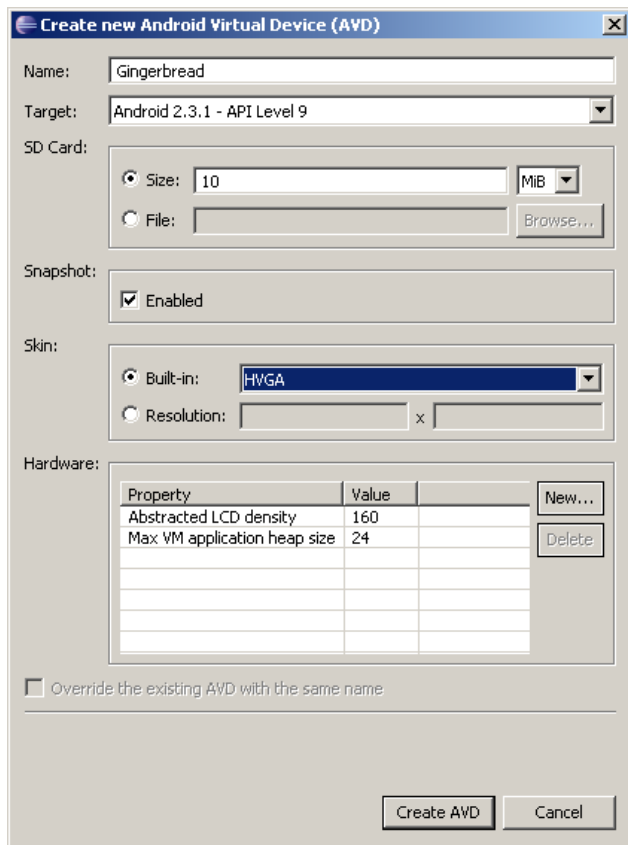 Create new Android Virtual Device (AVD)
Name: Gingerbread
Target: Android 2.3.1 - API Level 9
SD Card:
Size: 10 MiB
File: Browse...
Snapshot:
Enabled
Skin:
Built-in: HVGA
Resolution: x
Hardware:
Property Value New...
Abstracted LCD density 160
Max VM application heap size 24 Delete
Override the existing AVD with the same name
Create AVD Cancel